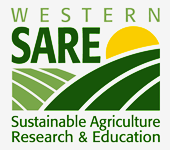 WESTERN
SARE
Sustainable Agriculture
Research & Education